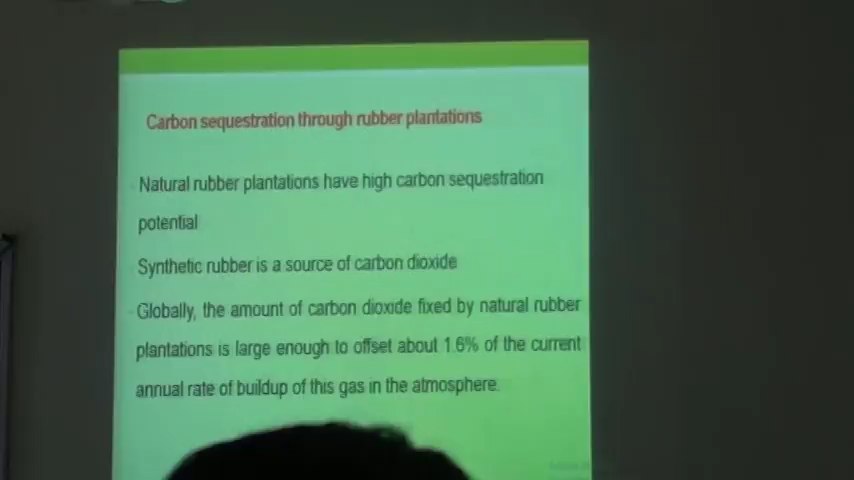 Carbon sequestration through rubber plantations
Natural rubber plantations have high carbon sequestration
potential
Synthetic rubber is a source of carbon dioxide
Globally, the amount of carbon dioxide fixed by natural rubber
plantations is large enough to offset about 1.6% of the current
annual rate of buildup of this gas in the atmosphere.